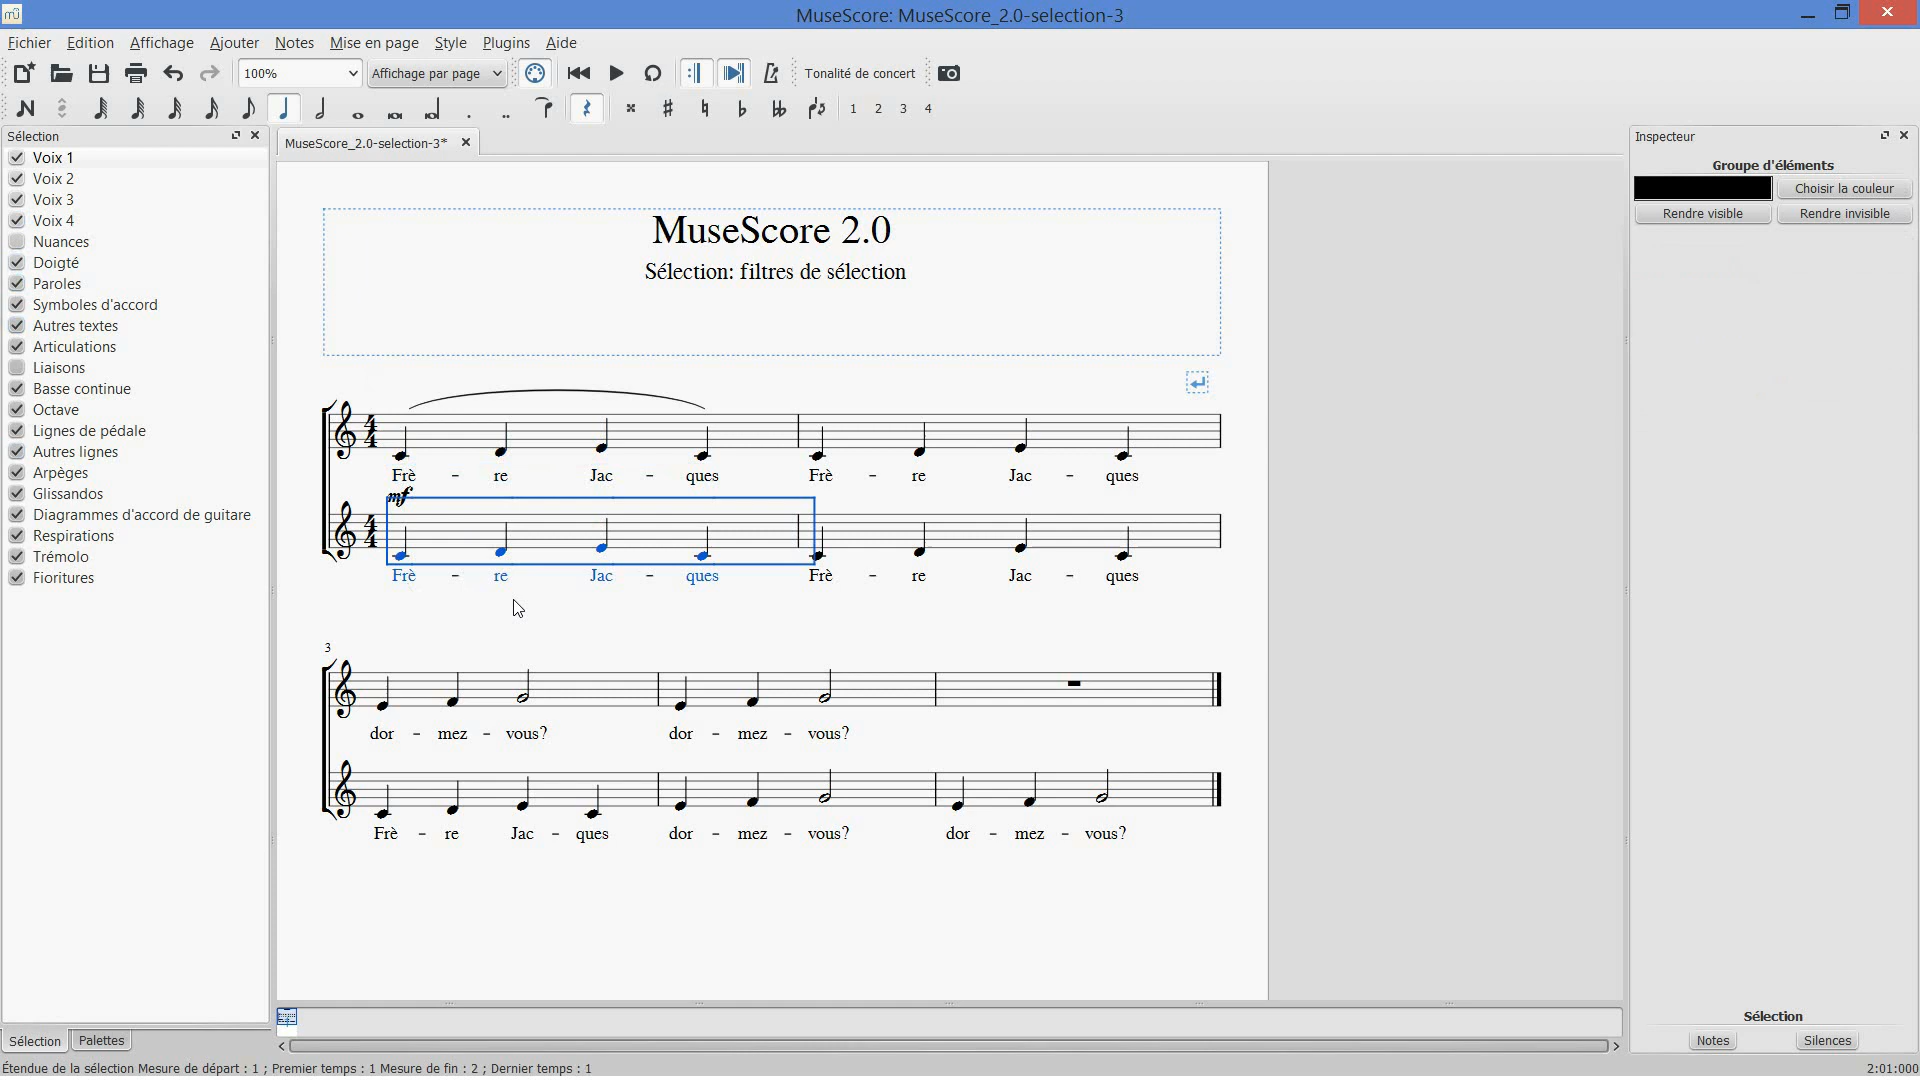 MuseScore: MuseScore_2.0-selection-3
Fichier Edition Affichage Ajouter Notes Mise en page Style Plugins Aide
100% Affichage par page Tonalité de concert
1 2 3 4
Sélection
Voix 1
Voix 2
Voix 3
Voix 4
Nuances
Doigté
Paroles
Symboles d'accord
Autres textes
Articulations
Liaisons
Basse continue
Octave
Lignes de pédale
Autres lignes
Arpèges
Glissandos
Diagrammes d'accord de guitare
Respirations
Trémolo
Fioritures
Sélection Palettes
MuseScore_2.0-selection-3*
MuseScore 2.0
Sélection: filtres de sélection
4
4
Frè - re Jac - ques Frè - re Jac - ques
mf
4
4
Frè - re Jac - ques Frè - re Jac - ques
3
dor - mez - vous? dor - mez - vous?
Frè - re Jac - ques dor - mez - vous? dor - mez - vous?
Inspecteur
Groupe d'éléments
Choisir la couleur
Rendre visible Rendre invisible
Sélection
Notes Silences
Étendue de la sélection Mesure de départ : 1 ; Premier temps : 1 Mesure de fin : 2 ; Dernier temps : 1
2:01:000